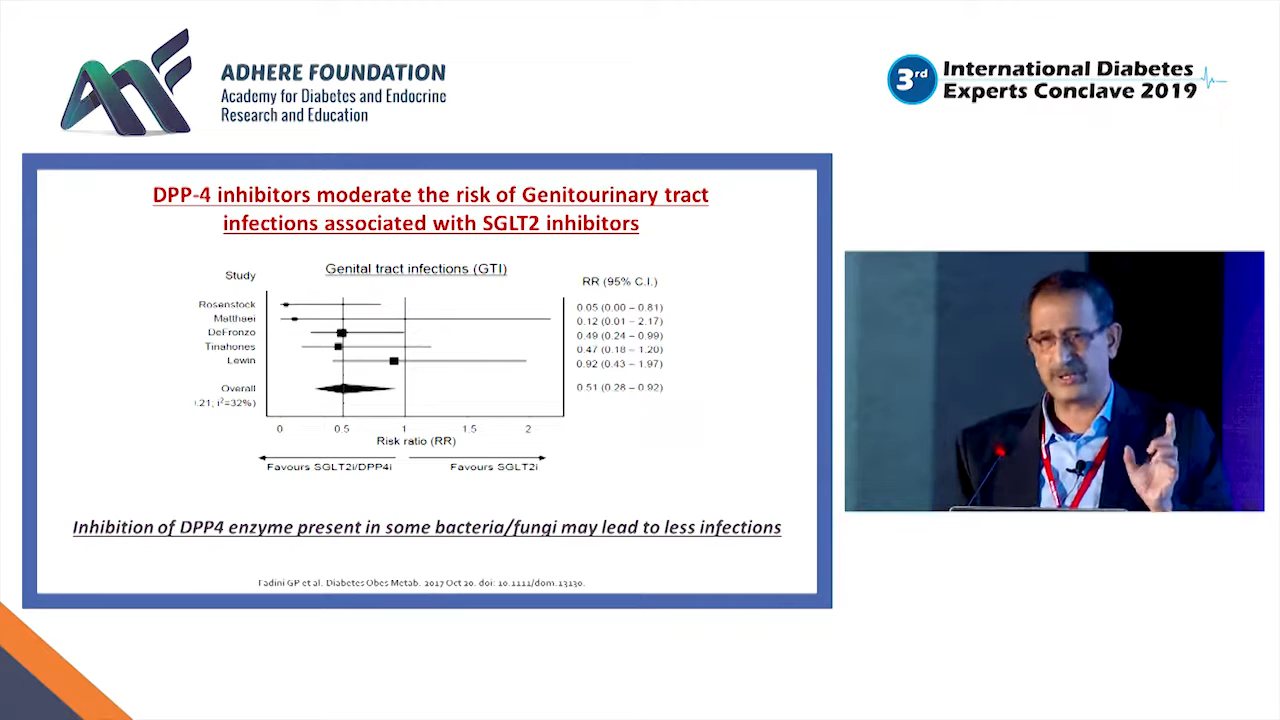 ADHERE FOUNDATION
Academy for Diabetes and Endocrine
Research and Education
3rd
International Diabetes
Experts Conclave 2019
DPP-4 inhibitors moderate the risk of Genitourinary tract
infections associated with SGLT2 inhibitors
Study
Genital tract infections (GTI)
RR (95% C.I.)
Rosenstock 0.05 (0.00 – 0.81)
Matthaei 0.12 (0.01 – 2.17)
DeFronzo 0.49 (0.24 – 0.99)
Tinahones 0.47 (0.18 – 1.20)
Lewin 0.92 (0.43 – 1.97)
Overall 0.51 (0.28 – 0.92)
.21; i²=32%)
0 0.5 1 1.5 2
Risk ratio (RR)
Favours SGLT2i/DPP4i Favours SGLT2i
Inhibition of DPP4 enzyme present in some bacteria/fungi may lead to less infections
Fadini GP et al. Diabetes Obes Metab. 2017 Oct 20. doi: 10.1111/dom.13130.